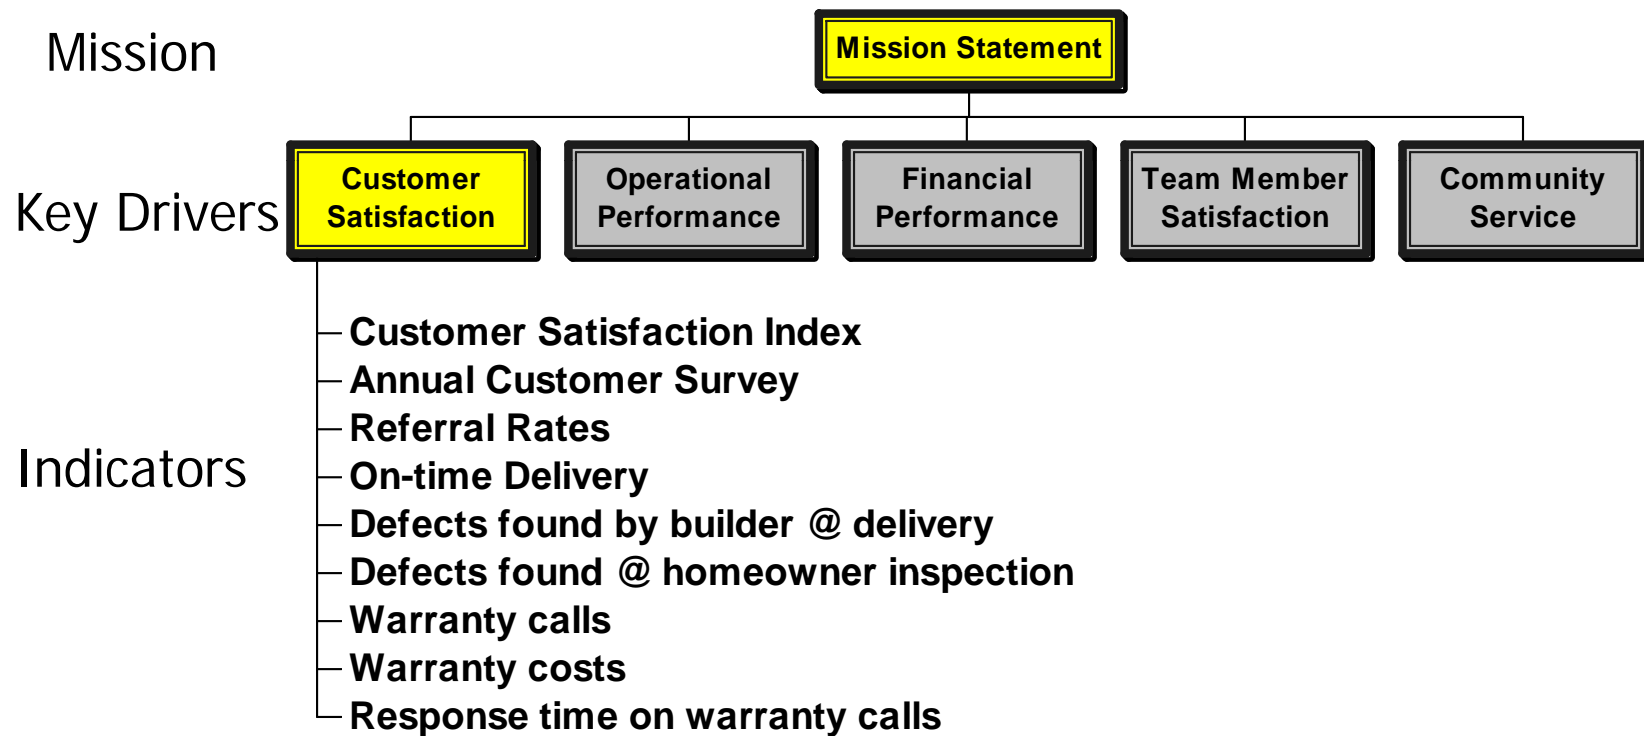 Mission
Mission Statement
Key Drivers
Customer
Satisfaction
Operational
Performance
Financial
Performance
Team Member
Satisfaction
Community
Service
Indicators
Customer Satisfaction Index
Annual Customer Survey
Referral Rates
On-time Delivery
Defects found by builder @ delivery
Defects found @ homeowner inspection
Warranty calls
Warranty costs
Response time on warranty calls